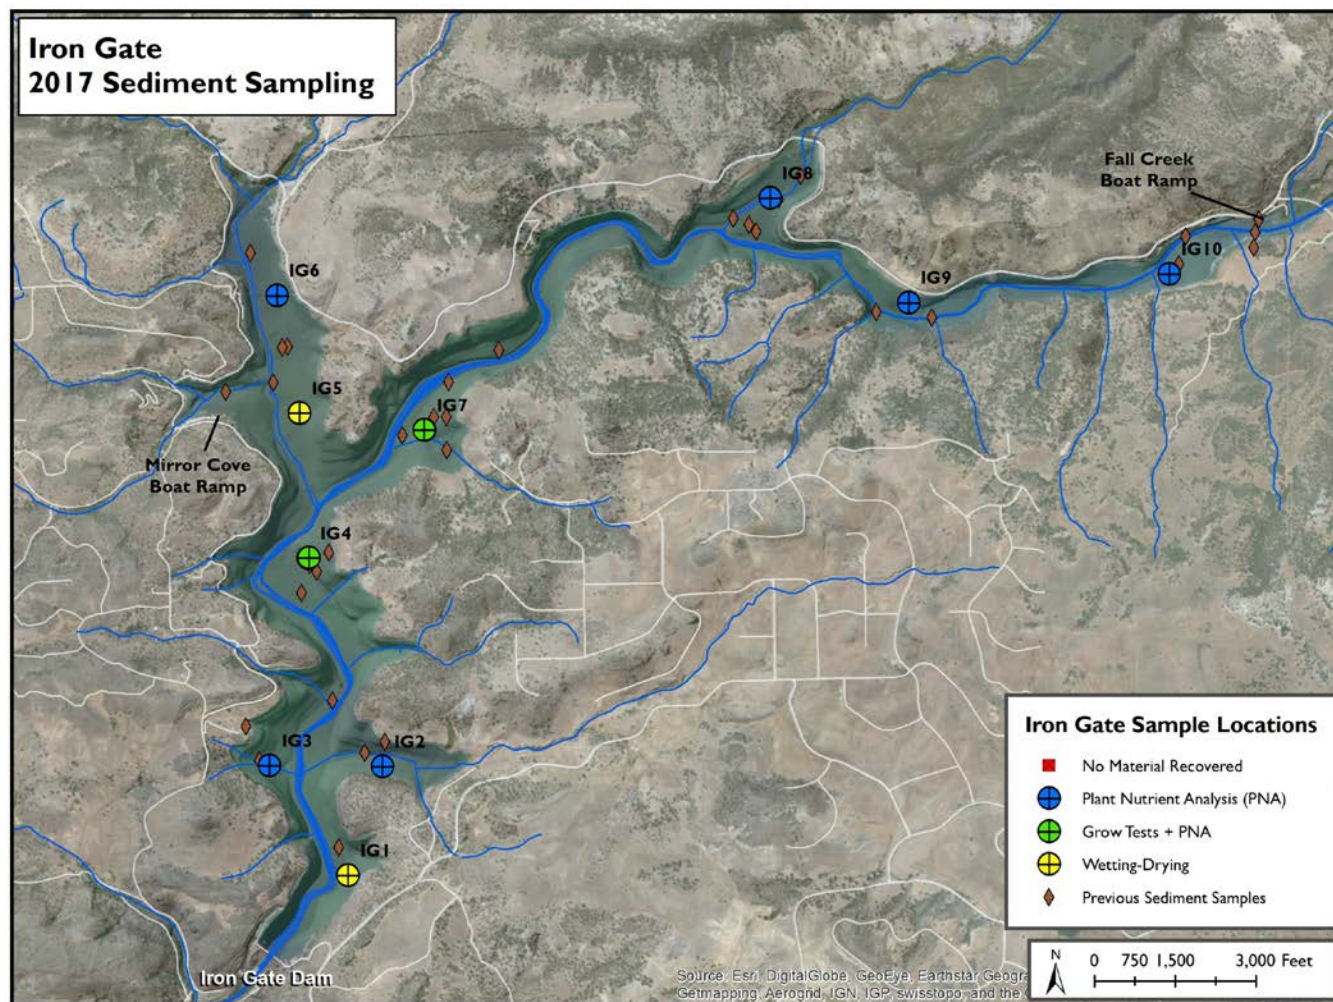 Iron Gate
2017 Sediment Sampling
Fall Creek
Boat Ramp
IG8
IG10
IG6
IG9
IG5
IG7
Mirror Cove
Boat Ramp
IG4
IG3
IG2
IG1
Iron Gate Dam
Iron Gate Sample Locations
No Material Recovered
Plant Nutrient Analysis (PNA)
Grow Tests + PNA
Wetting-Drying
Previous Sediment Samples
N
0 750 1,500 3,000 Feet
Source: Esri, DigitalGlobe, GeoEye, Earthstar Geogra
Getmapping, Aerogrid, IGN, IGP, swisstopo, and the